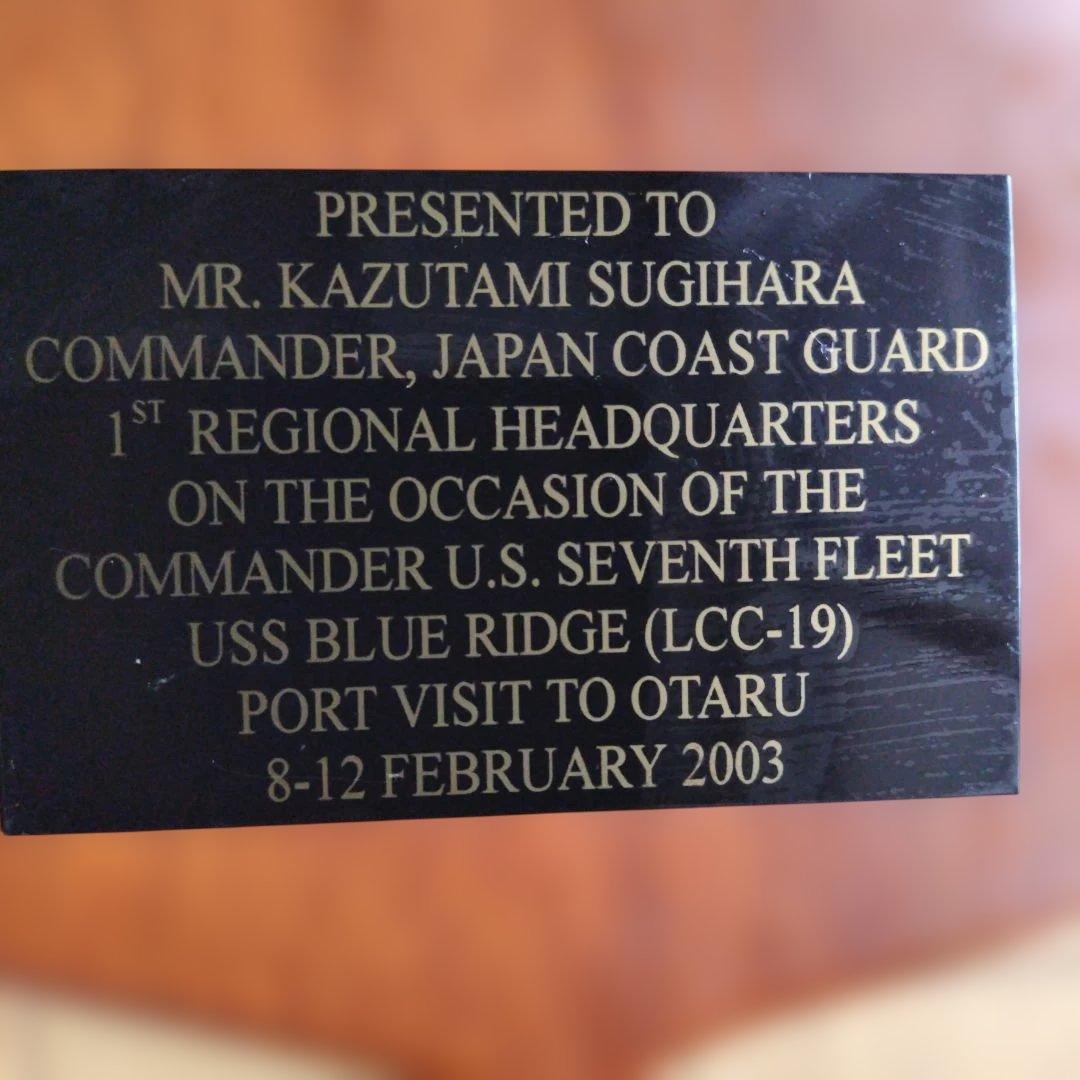 PRESENTED TO
MR. KAZUTAMI SUGIHARA
COMMANDER, JAPAN COAST GUARD
1ST REGIONAL HEADQUARTERS
ON THE OCCASION OF THE
COMMANDER U.S. SEVENTH FLEET
USS BLUE RIDGE (LCC-19)
PORT VISIT TO OTARU
8-12 FEBRUARY 2003